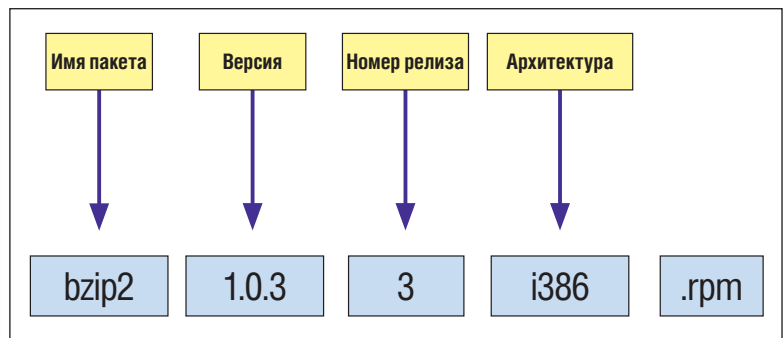 Имя пакета
Версия
Номер релиза
Архитектура
bzip2
1.0.3
3
i386
.rpm